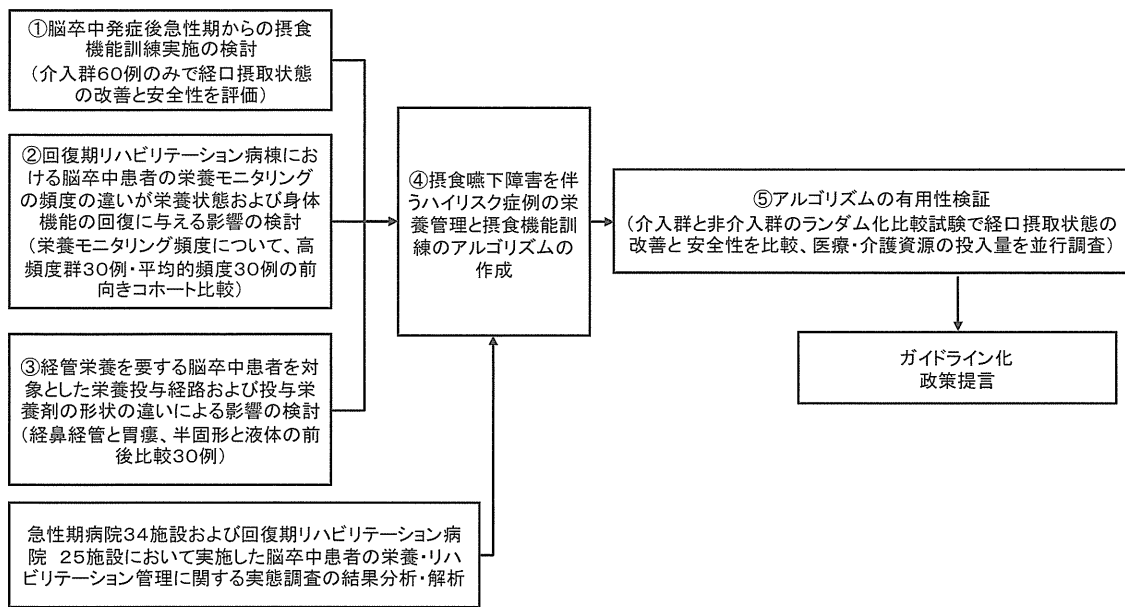 ①脳卒中発症後急性期からの摂食
機能訓練実施の検討
(介入群60例のみで経口摂取状態
の改善と安全性を評価)
②回復期リハビリテーション病棟にお
ける脳卒中患者の栄養モニタリング
の頻度の違いが栄養状態および身体
機能の回復に与える影響の検討
(栄養モニタリング頻度について、高
頻度群30例・平均的頻度30例の前
向きコホート比較)
③経管栄養を要する脳卒中患者を対
象とした栄養投与経路および投与栄
養剤の形状の違いによる影響の検討
(経鼻経管と胃瘻、半固形と液体の前
後比較30例)
急性期病院34施設および回復期リハビリテーション病
院 25施設において実施した脳卒中患者の栄養・リハ
ビリテーション管理に関する実態調査の結果分析・解析
④摂食嚥下障害を伴
うハイリスク症例の栄
養管理と摂食機能訓
練のアルゴリズムの
作成
⑤アルゴリズムの有用性検証
(介入群と非介入群のランダム化比較試験で経口摂取状態の
改善と 安全性を比較、医療・介護資源の投入量を並行調査)
ガイドライン化
政策提言